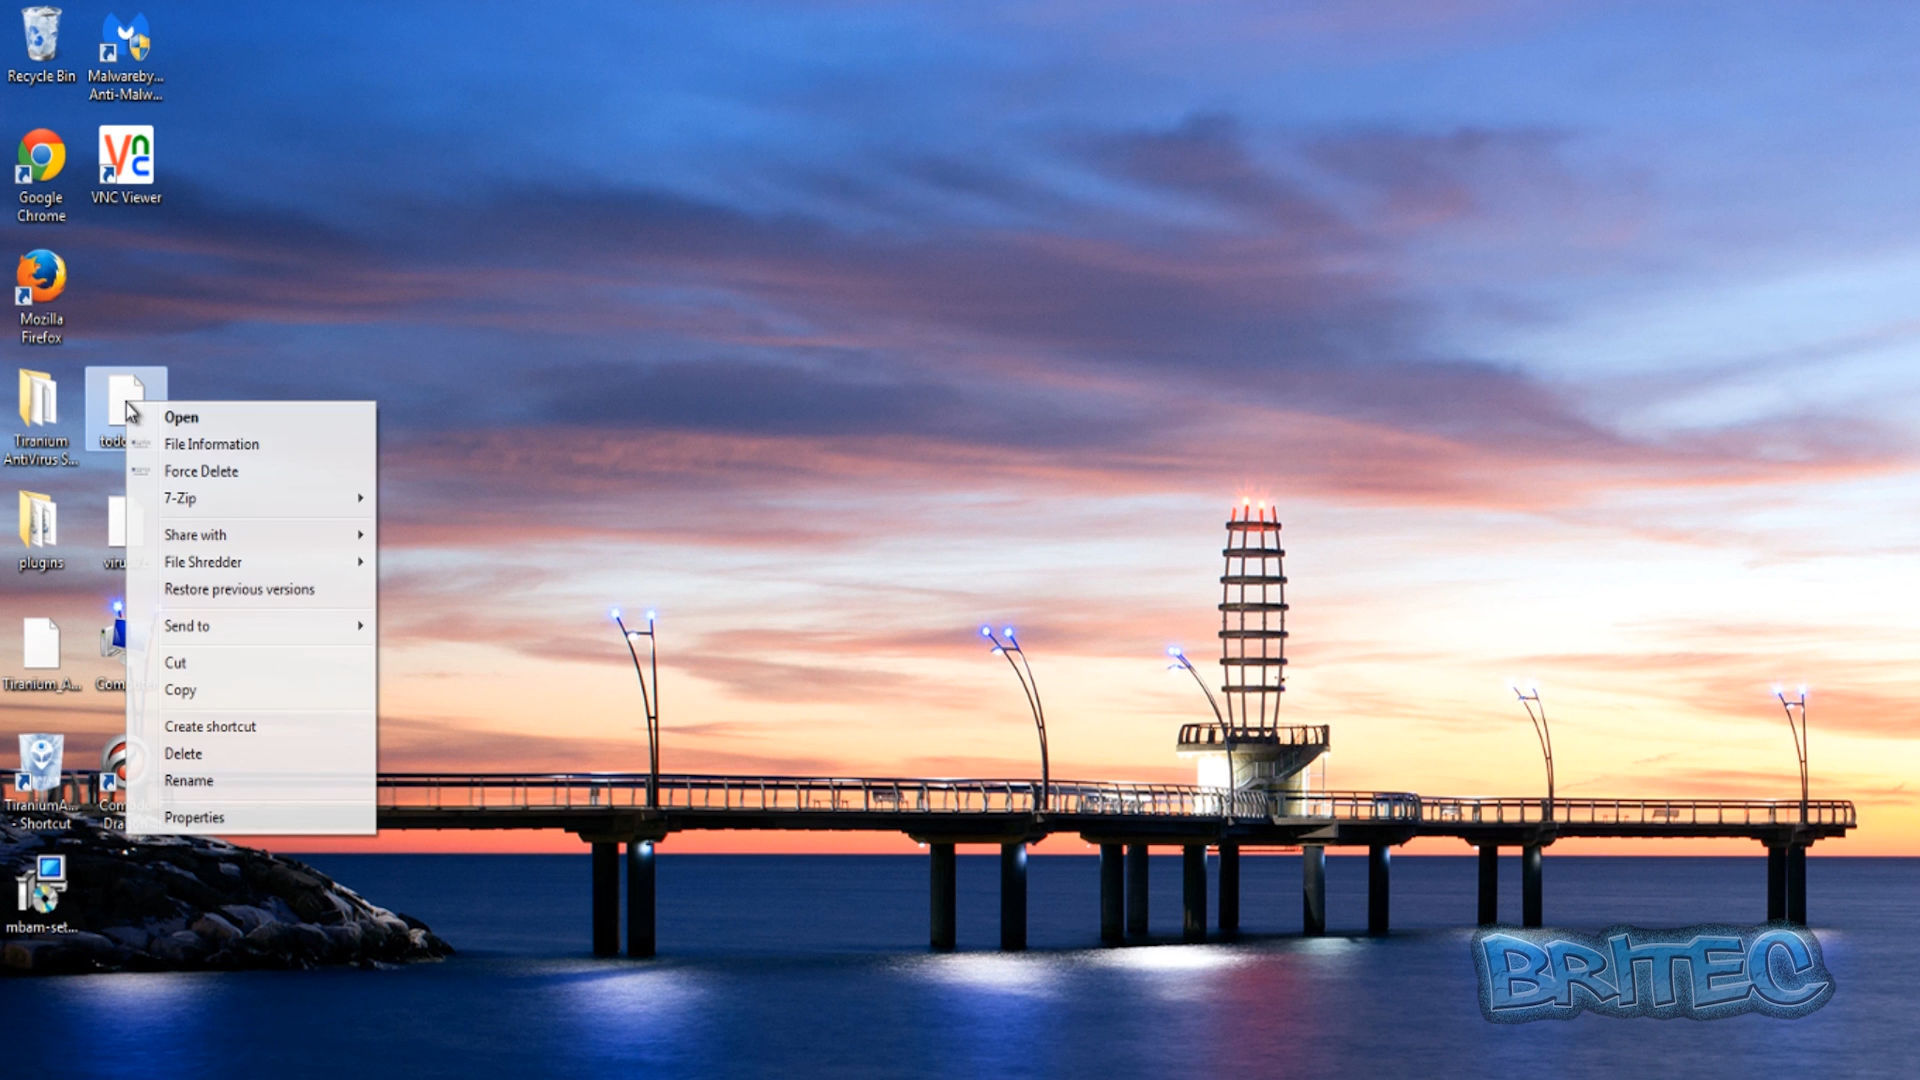 Recycle Bin
Malwareby...
Anti-Malw...
Google
Chrome
VNC Viewer
Mozilla
Firefox
Tiranium
AntiVirus S...
plugins
Tiranium_A...
TiraniumA...
- Shortcut
mbam-set...
Open
File Information
Force Delete
7-Zip
Share with
File Shredder
Restore previous versions
Send to
Cut
Copy
Create shortcut
Delete
Rename
Properties
BRITEC